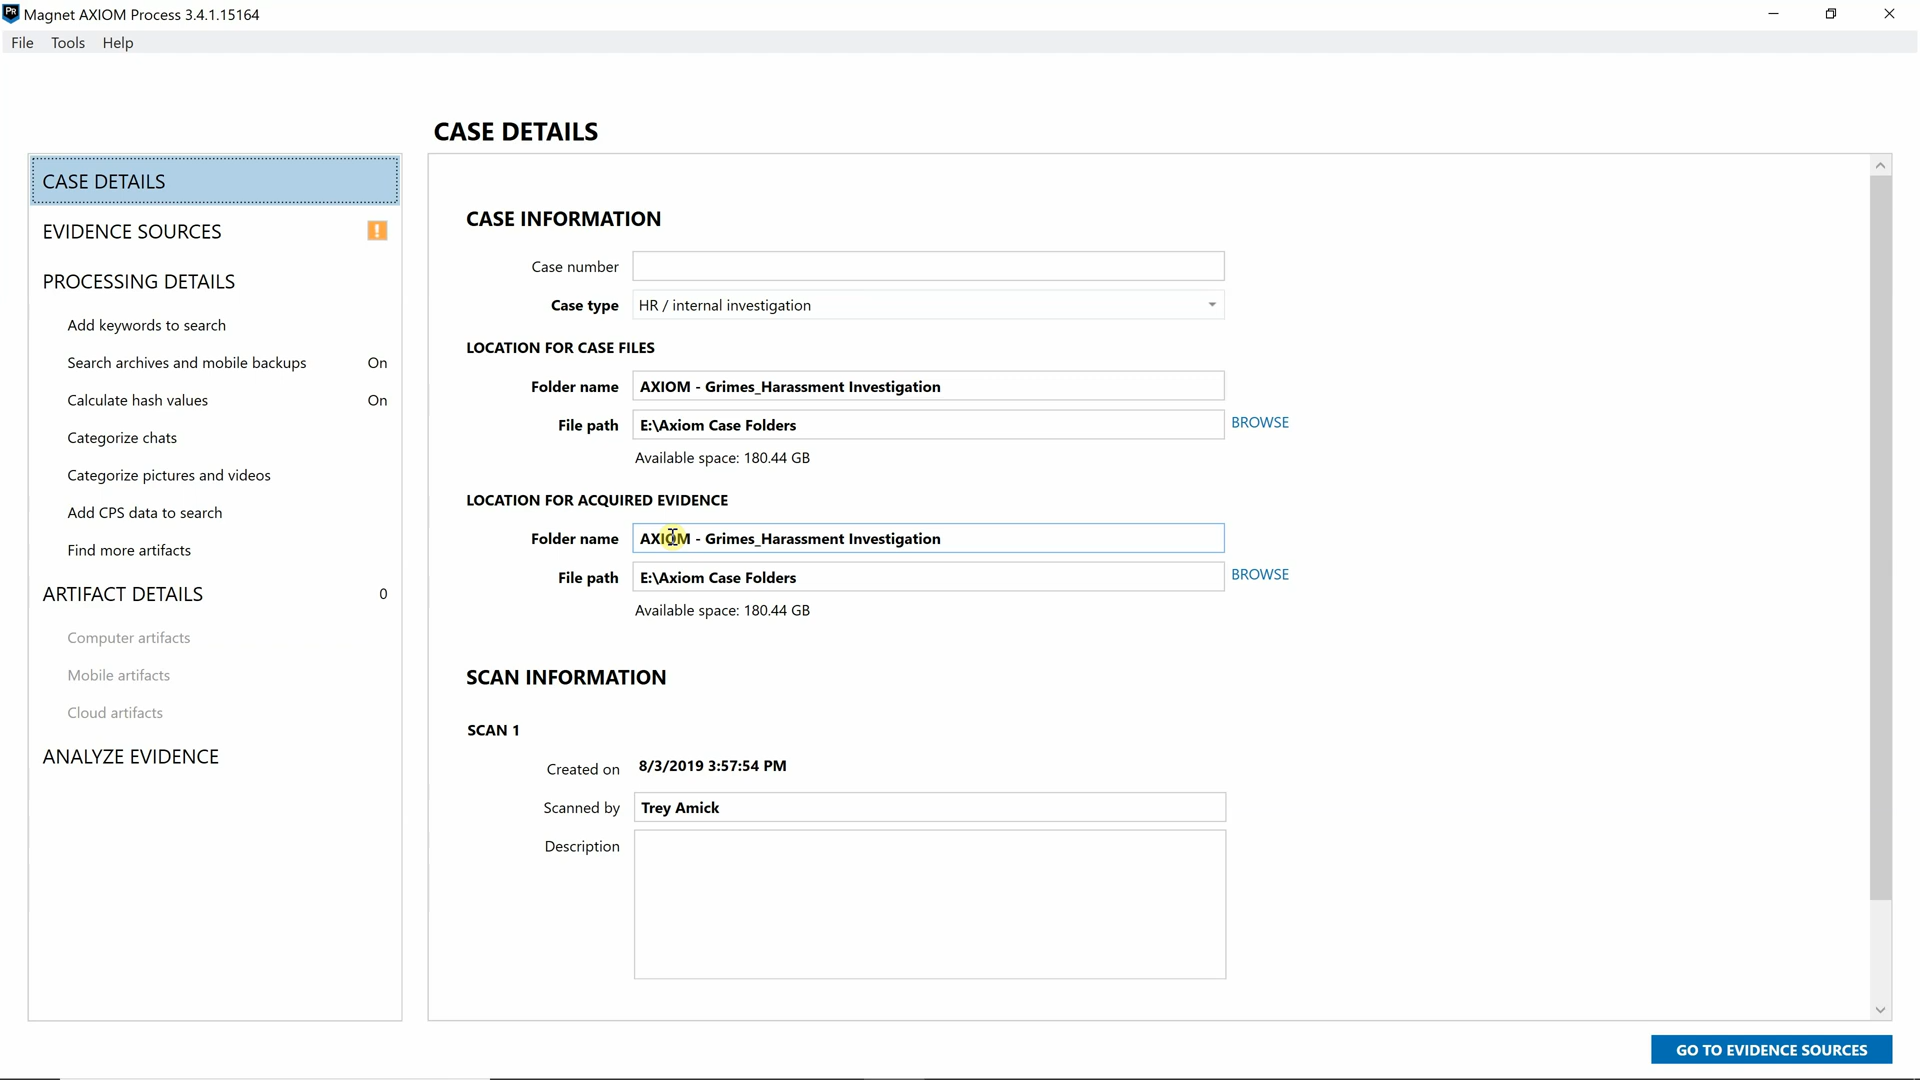 Magnet AXIOM Process 3.4.1.15164
File Tools Help
CASE DETAILS
CASE DETAILS
EVIDENCE SOURCES !
PROCESSING DETAILS
Add keywords to search
Search archives and mobile backups On
Calculate hash values On
Categorize chats
Categorize pictures and videos
Add CPS data to search
Find more artifacts
ARTIFACT DETAILS 0
Computer artifacts
Mobile artifacts
Cloud artifacts
ANALYZE EVIDENCE
CASE INFORMATION
Case number
Case type HR / internal investigation
LOCATION FOR CASE FILES
Folder name AXIOM - Grimes_Harassment Investigation
File path E:\Axiom Case Folders BROWSE
Available space: 180.44 GB
LOCATION FOR ACQUIRED EVIDENCE
Folder name AXIOM - Grimes_Harassment Investigation
File path E:\Axiom Case Folders BROWSE
Available space: 180.44 GB
SCAN INFORMATION
SCAN 1
Created on 8/3/2019 3:57:54 PM
Scanned by Trey Amick
Description
GO TO EVIDENCE SOURCES